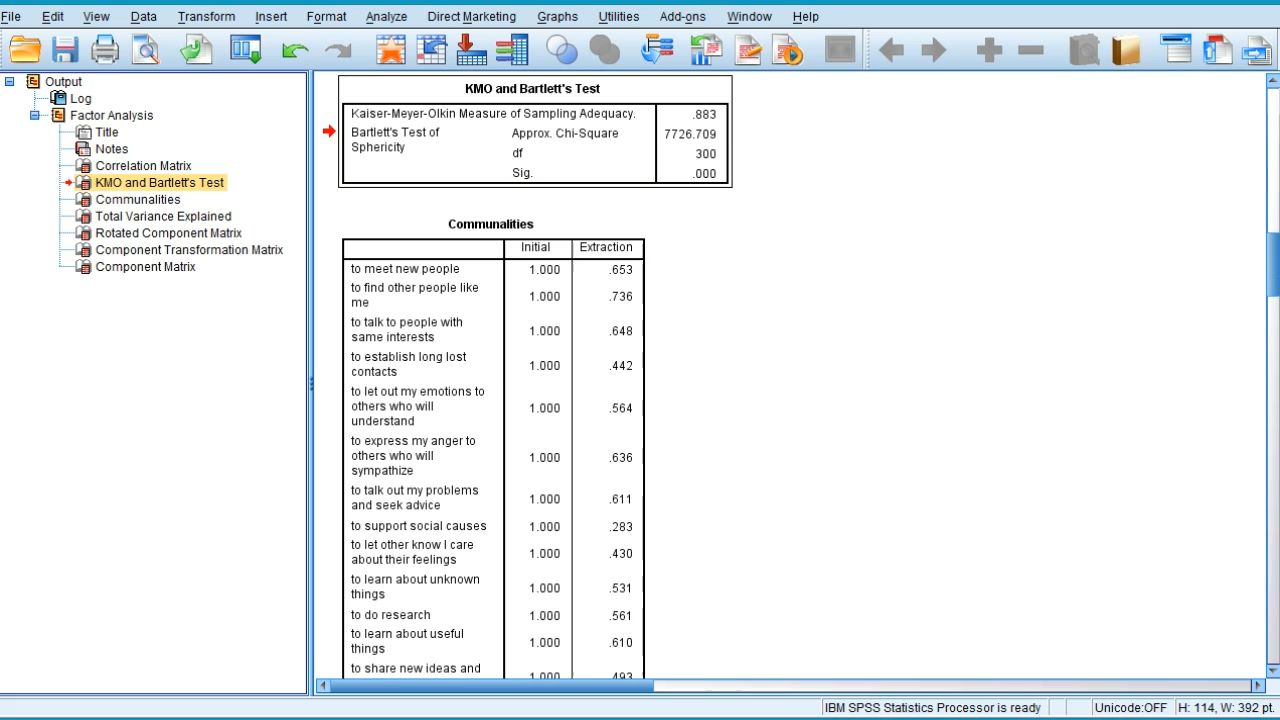 File Edit View Data Transform Insert Format Analyze Direct Marketing Graphs Utilities Add-ons Window Help
Output
Log
Factor Analysis
Title
Notes
Correlation Matrix
KMO and Bartlett's Test
Communalities
Total Variance Explained
Rotated Component Matrix
Component Transformation Matrix
Component Matrix
KMO and Bartlett's Test
Kaiser-Meyer-Olkin Measure of Sampling Adequacy. .883
Bartlett's Test of Approx. Chi-Square 7726.709
Sphericity
df 300
Sig. .000
Communalities
Initial Extraction
to meet new people 1.000 .653
to find other people like
me 1.000 .736
to talk to people with
same interests 1.000 .648
to establish long lost
contacts 1.000 .442
to let out my emotions to
others who will 1.000 .564
understand
to express my anger to
others who will 1.000 .636
sympathize
to talk out my problems
and seek advice 1.000 .611
to support social causes 1.000 .283
to let other know I care
about their feelings 1.000 .430
to learn about unknown
things 1.000 .531
to do research 1.000 .561
to learn about useful
things 1.000 .610
to share new ideas and
1.000 .493
IBM SPSS Statistics Processor is ready Unicode:OFF H: 114, W: 392 pt.